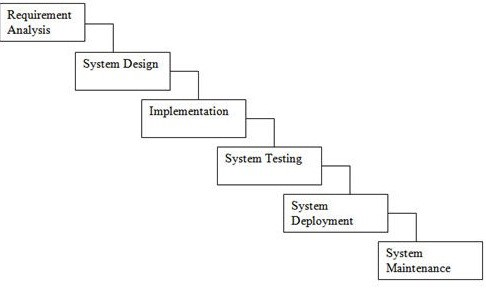 Requirement
Analysis
System Design
Implementation
System Testing
System
Deployment
System
Maintenance